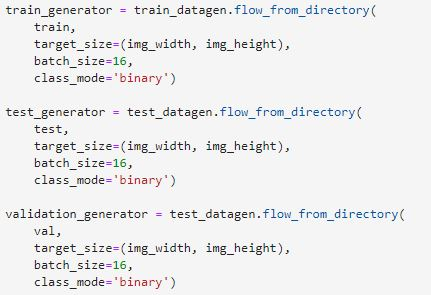 train_generator = train_datagen.flow_from_directory(
    train,
    target_size=(img_width, img_height),
    batch_size=16,
    class_mode='binary')

test_generator = test_datagen.flow_from_directory(
    test,
    target_size=(img_width, img_height),
    batch_size=16,
    class_mode='binary')

validation_generator = test_datagen.flow_from_directory(
    val,
    target_size=(img_width, img_height),
    batch_size=16,
    class_mode='binary')